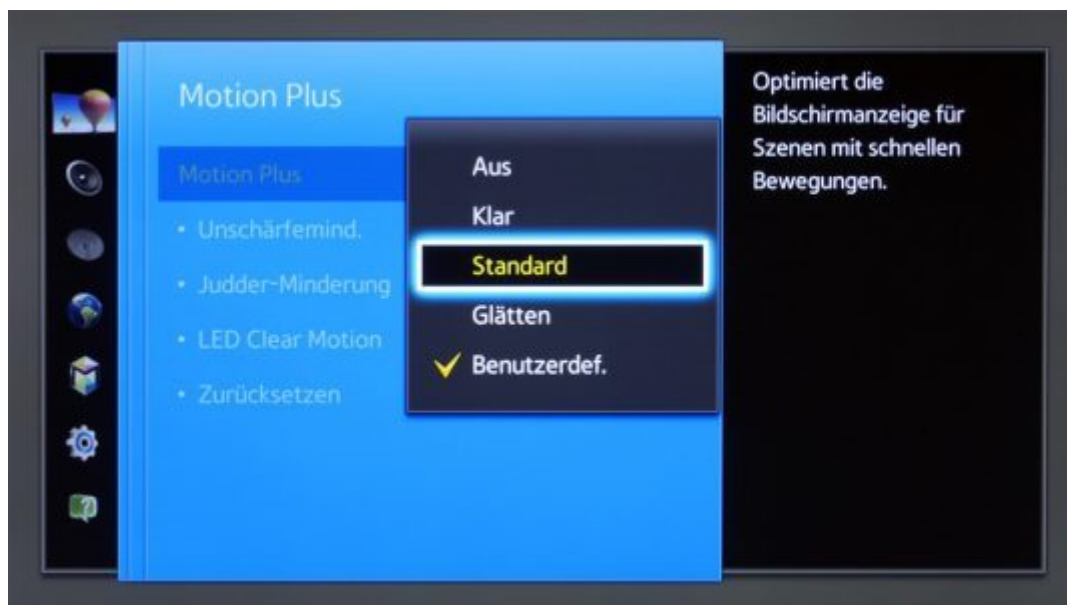 Motion Plus
Motion Plus
• Unschärfemind.
• Judder-Minderung
• LED Clear Motion
• Zurücksetzen
Aus
Klar
Standard
Glätten
Benutzerdef.
Optimiert die
Bildschirmanzeige für
Szenen mit schnellen
Bewegungen.